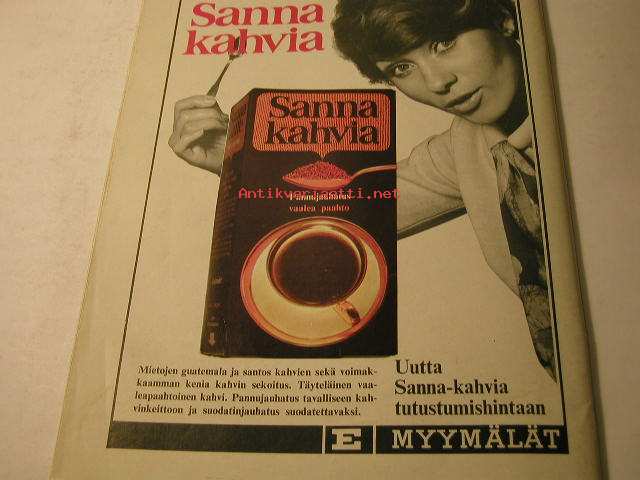 Sanna
kahvia
Sanna
kahvia
Antikvariaatti.net
Pannujauhatus
vaalea paahto
Mietojen guatemala ja santos kahvien sekä voimak-
kaamman kenia kahvin sekoitus. Täyteläinen vaa-
leapaahtoinen kahvi. Pannujauhatus tavalliseen kah-
vinkeittoon ja suodatinjauhatus suodatettavaksi.
Uutta
Sanna-kahvia
tutustumishintaan
E MYYMÄLÄT